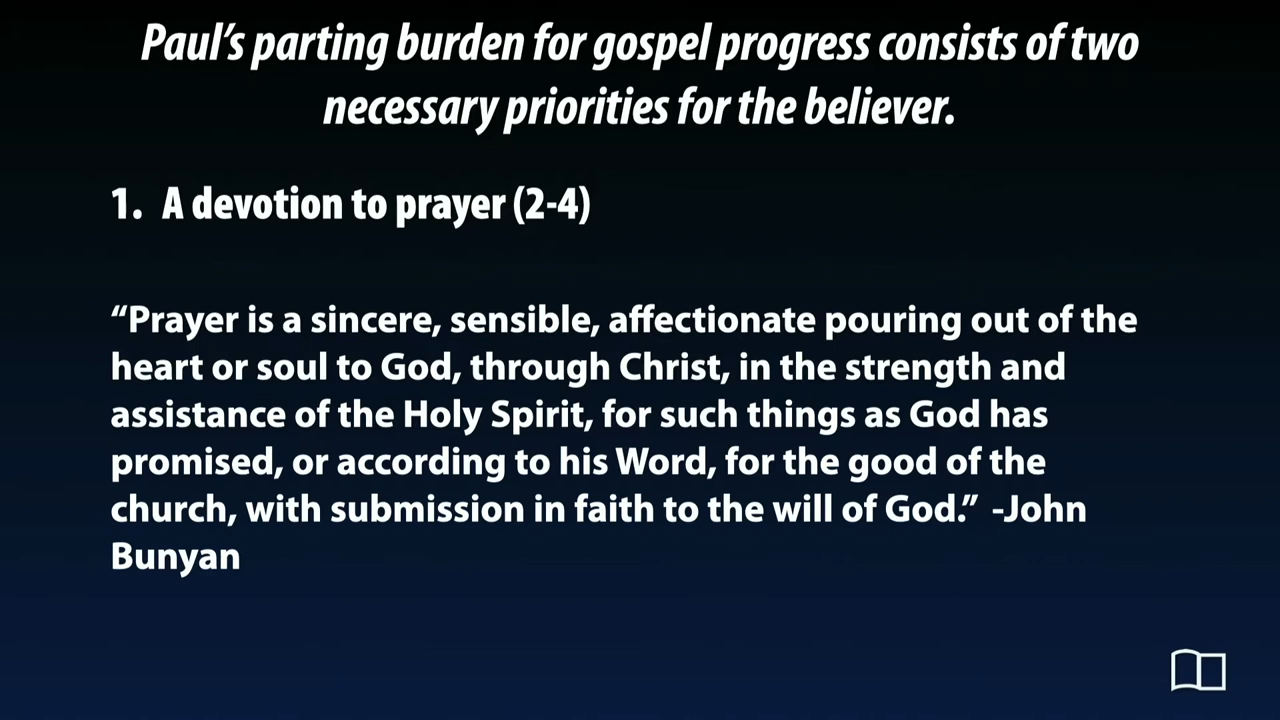 Paul’s parting burden for gospel progress consists of two
necessary priorities for the believer.
1. A devotion to prayer (2-4)
“Prayer is a sincere, sensible, affectionate pouring out of the
heart or soul to God, through Christ, in the strength and
assistance of the Holy Spirit, for such things as God has
promised, or according to his Word, for the good of the
church, with submission in faith to the will of God.” -John
Bunyan